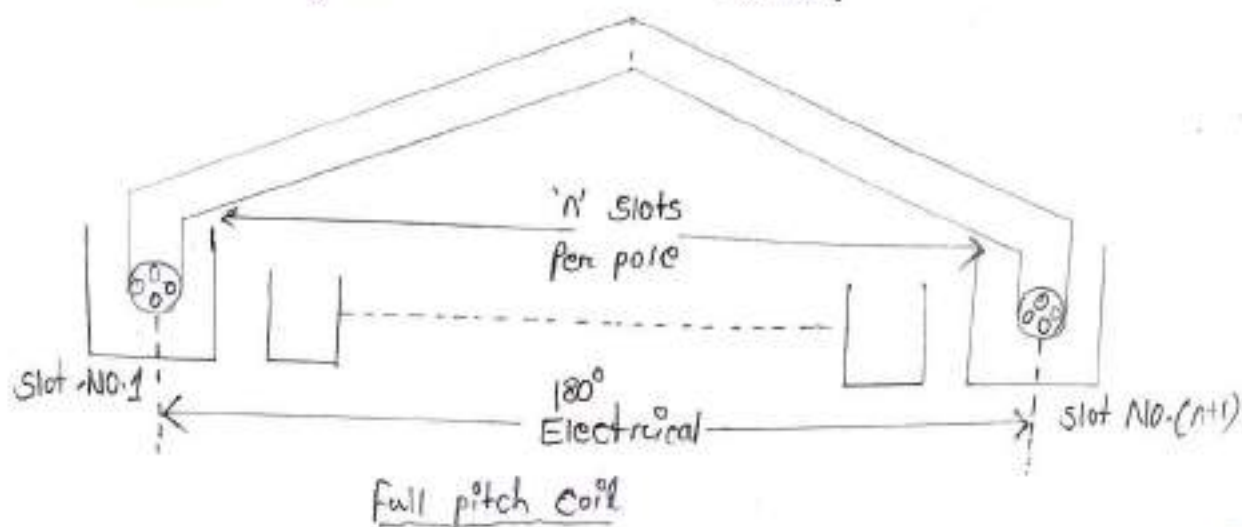 'n' Slots
Per pole
Slot -NO.1
180°
Electrical
Slot NO.(n+1)
Full pitch coil